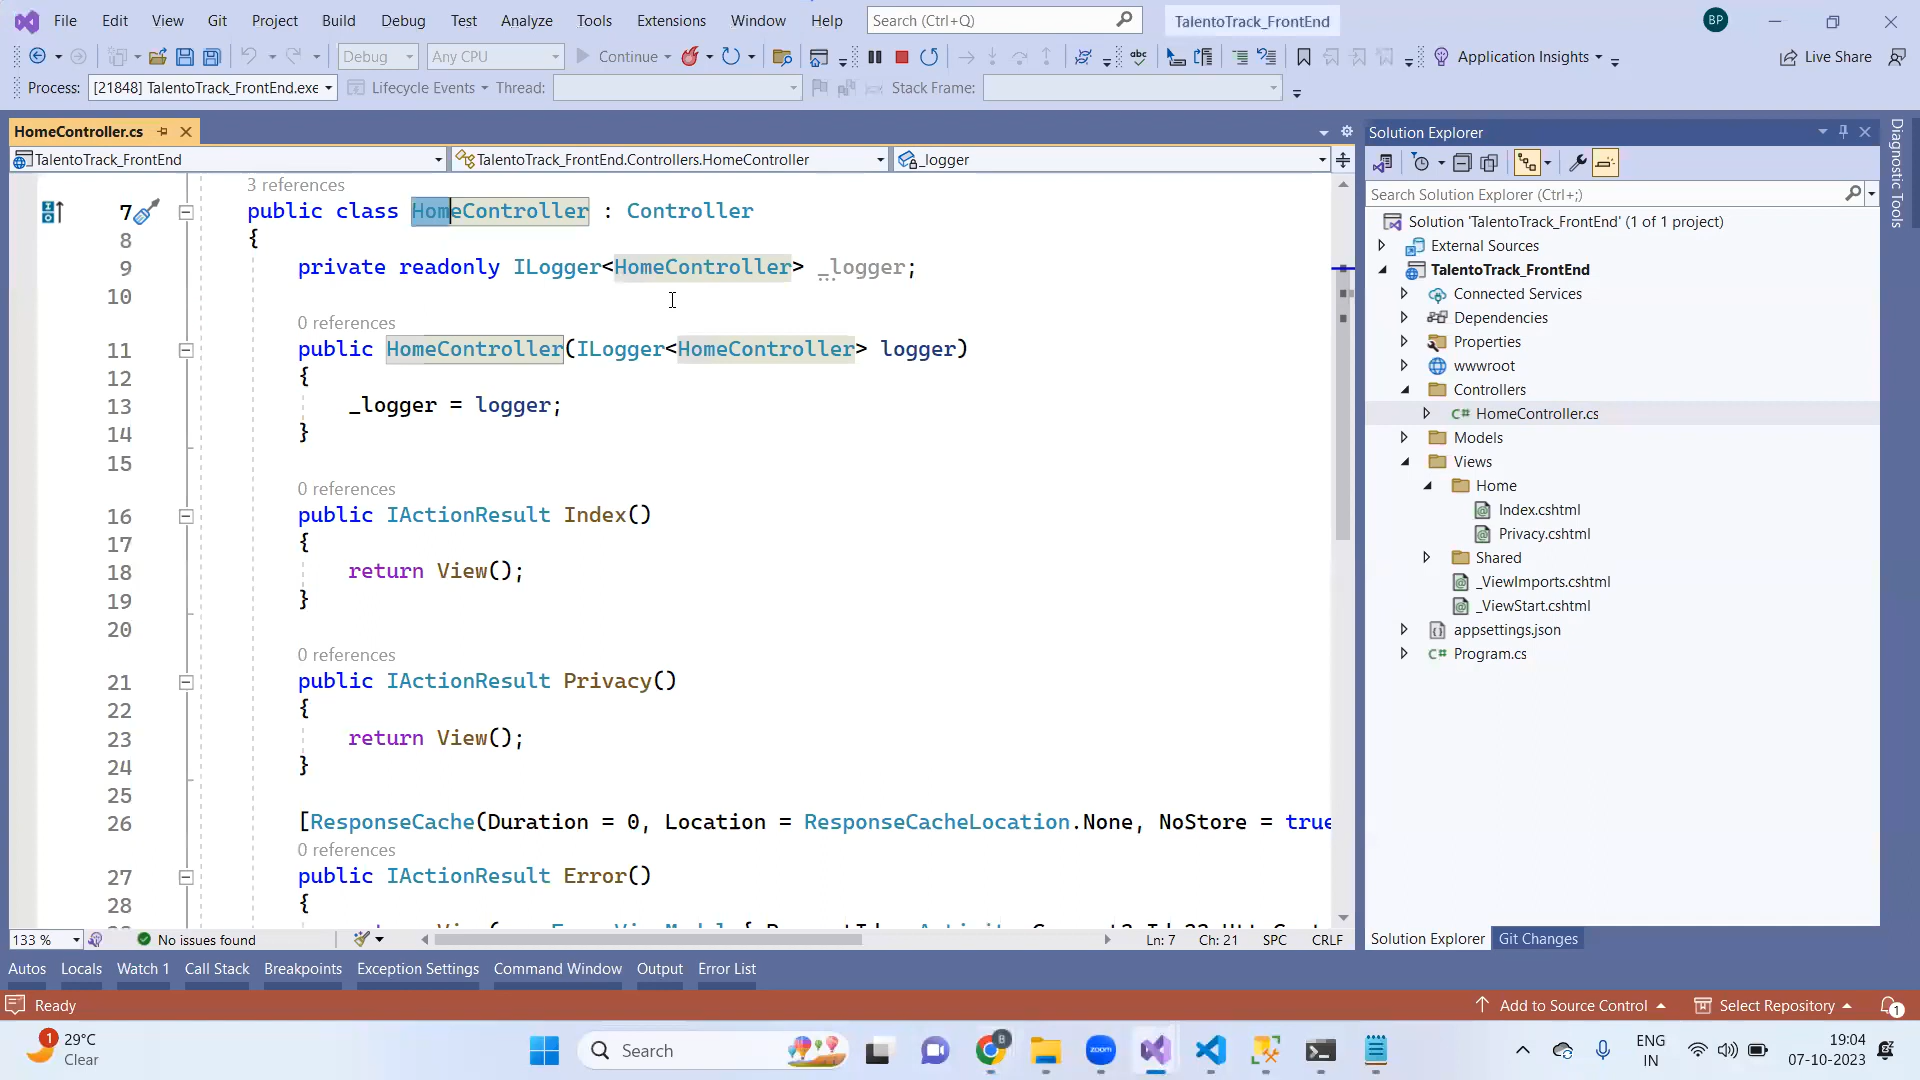 File Edit View Git Project Build Debug Test Analyze Tools Extensions Window Help Search (Ctrl+Q) TalentoTrack_FrontEnd BP
Debug Any CPU Continue Application Insights Live Share
Process: [21848] TalentoTrack_FrontEnd.exe Lifecycle Events Thread: Stack Frame:
HomeController.cs
TalentoTrack_FrontEnd TalentoTrack_FrontEnd.Controllers.HomeController _logger
3 references
7 public class HomeController : Controller
8 {
9 private readonly ILogger<HomeController> _logger;
10
0 references
11 public HomeController(ILogger<HomeController> logger)
12 {
13 _logger = logger;
14 }
15
0 references
16 public IActionResult Index()
17 {
18 return View();
19 }
20
0 references
21 public IActionResult Privacy()
22 {
23 return View();
24 }
25
26 [ResponseCache(Duration = 0, Location = ResponseCacheLocation.None, NoStore = true
0 references
27 public IActionResult Error()
28 {
133 % No issues found Ln: 7 Ch: 21 SPC CRLF
Solution Explorer
Search Solution Explorer (Ctrl+;)
Solution 'TalentoTrack_FrontEnd' (1 of 1 project)
External Sources
TalentoTrack_FrontEnd
Connected Services
Dependencies
Properties
wwwroot
Controllers
C# HomeController.cs
Models
Views
Home
Index.cshtml
Privacy.cshtml
Shared
_ViewImports.cshtml
_ViewStart.cshtml
appsettings.json
C# Program.cs
Solution Explorer Git Changes
Diagnostic Tools
Autos Locals Watch 1 Call Stack Breakpoints Exception Settings Command Window Output Error List
Ready Add to Source Control Select Repository 1
1 29°C
Clear
Search
B
zoom
ENG
IN
19:04
07-10-2023